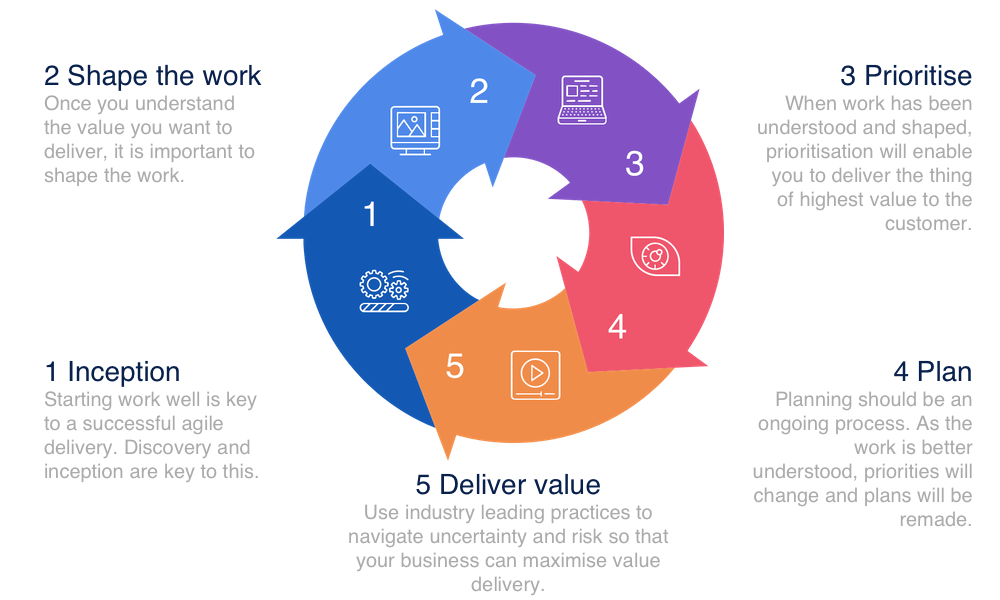 2 Shape the work
Once you understand
the value you want to
deliver, it is important to
shape the work.
3 Prioritise
When work has been
understood and shaped,
prioritisation will enable
you to deliver the thing
of highest value to the
customer.
2
3
1
4
5
1 Inception
Starting work well is key
to a successful agile
delivery. Discovery and
inception are key to this.
4 Plan
Planning should be an
ongoing process. As the
work is better
understood, priorities will
change and plans will be
remade.
5 Deliver value
Use industry leading practices to
navigate uncertainty and risk so that
your business can maximise value
delivery.